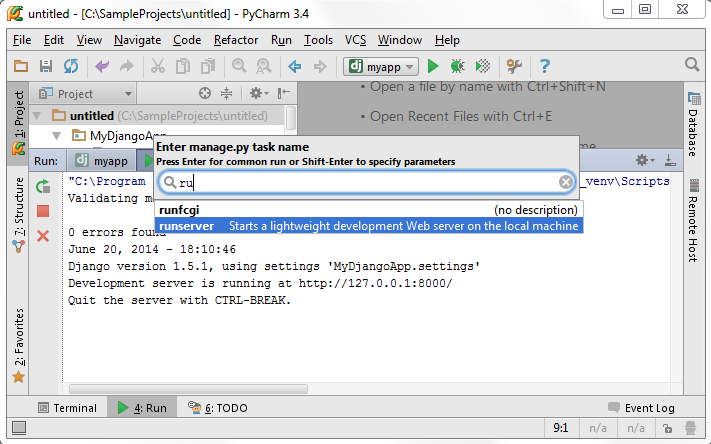 untitled - [C:\SampleProjects\untitled] - PyCharm 3.4
File Edit View Navigate Code Refactor Run Tools VCS Window Help
dj myapp
1: Project
Project
• Open a file by name with Ctrl+Shift+N
untitled (C:\SampleProjects\untitled)
• Open Recent Files with Ctrl+E
MyDjangoApp
Database
Enter manage.py task name
Run: dj myapp
Press Enter for common run or Shift-Enter to specify parameters
"C:\Program
ru
_venv\Scripts
Validating m
runfcgi (no description)
runserver Starts a lightweight development Web server on the local machine
0 errors found
June 20, 2014 - 18:10:46
Django version 1.5.1, using settings 'MyDjangoApp.settings'
Development server is running at http://127.0.0.1:8000/
Quit the server with CTRL-BREAK.
7: Structure
Remote Host
2: Favorites
Terminal 4: Run 6: TODO Event Log
9:1 n/a n/a